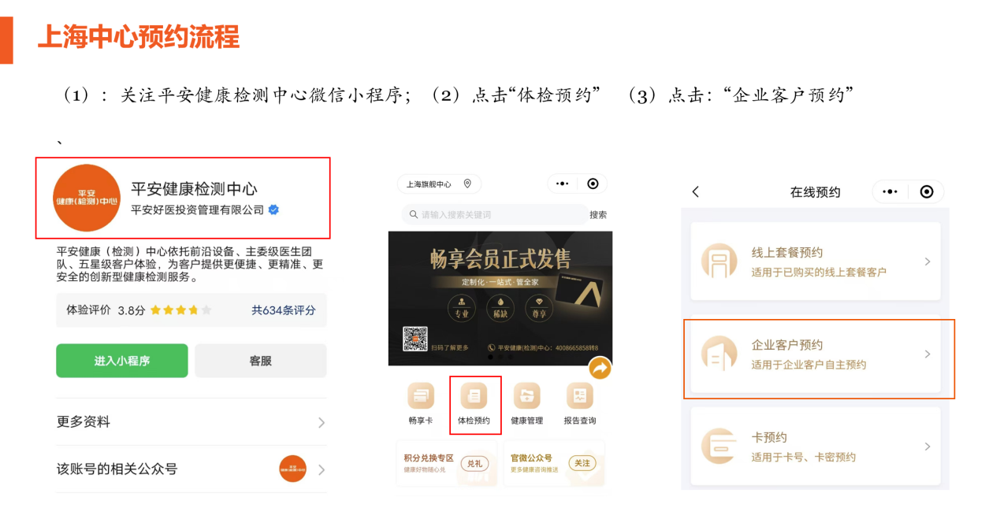 上海中心预约流程
（1）：关注平安健康检测中心微信小程序；（2）点击“体检预约” （3）点击：“企业客户预约”
、
平安
健康(检测)中心
平安健康检测中心
平安好医投资管理有限公司
平安健康（检测）中心依托前沿设备、主委级医生团
队、五星级客户体验，为客户提供更便捷、更精准、更
安全的创新型健康检测服务。
体验评价 3.8分 共634条评分
进入小程序 客服
更多资料
该账号的相关公众号
上海旗舰中心
请输入搜索关键词 搜索
畅享会员正式发售
定制化·一站式·管全家
专业 稀缺 尊享
扫码了解更多 平安健康(检测)中心：4008665858转8
畅享卡 体检预约 健康管理 报告查询
积分兑换专区
健康好物随心兑
兑礼
官微公众号
更多健康咨询推送
关注
在线预约
线上套餐预约
适用于已购买的线上套餐客户
企业客户预约
适用于企业客户自主预约
卡预约
适用于卡号、卡密预约